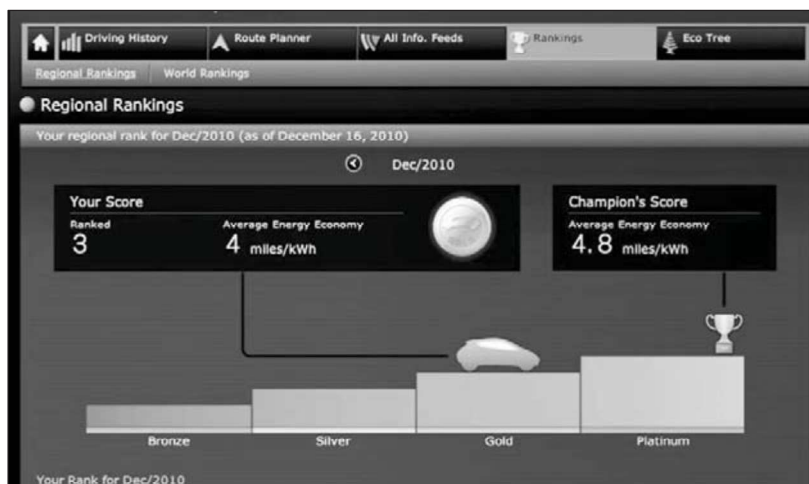 Driving History
Route Planner
All Info. Feeds
Rankings
Eco Tree
Regional Rankings
World Rankings
Regional Rankings
Your regional rank for Dec/2010 (as of December 16, 2010)
Dec/2010
Your Score
Ranked
3
Average Energy Economy
4 miles/kWh
Champion's Score
Average Energy Economy
4.8 miles/kWh
Bronze
Silver
Gold
Platinum
Your Rank for Dec/2010